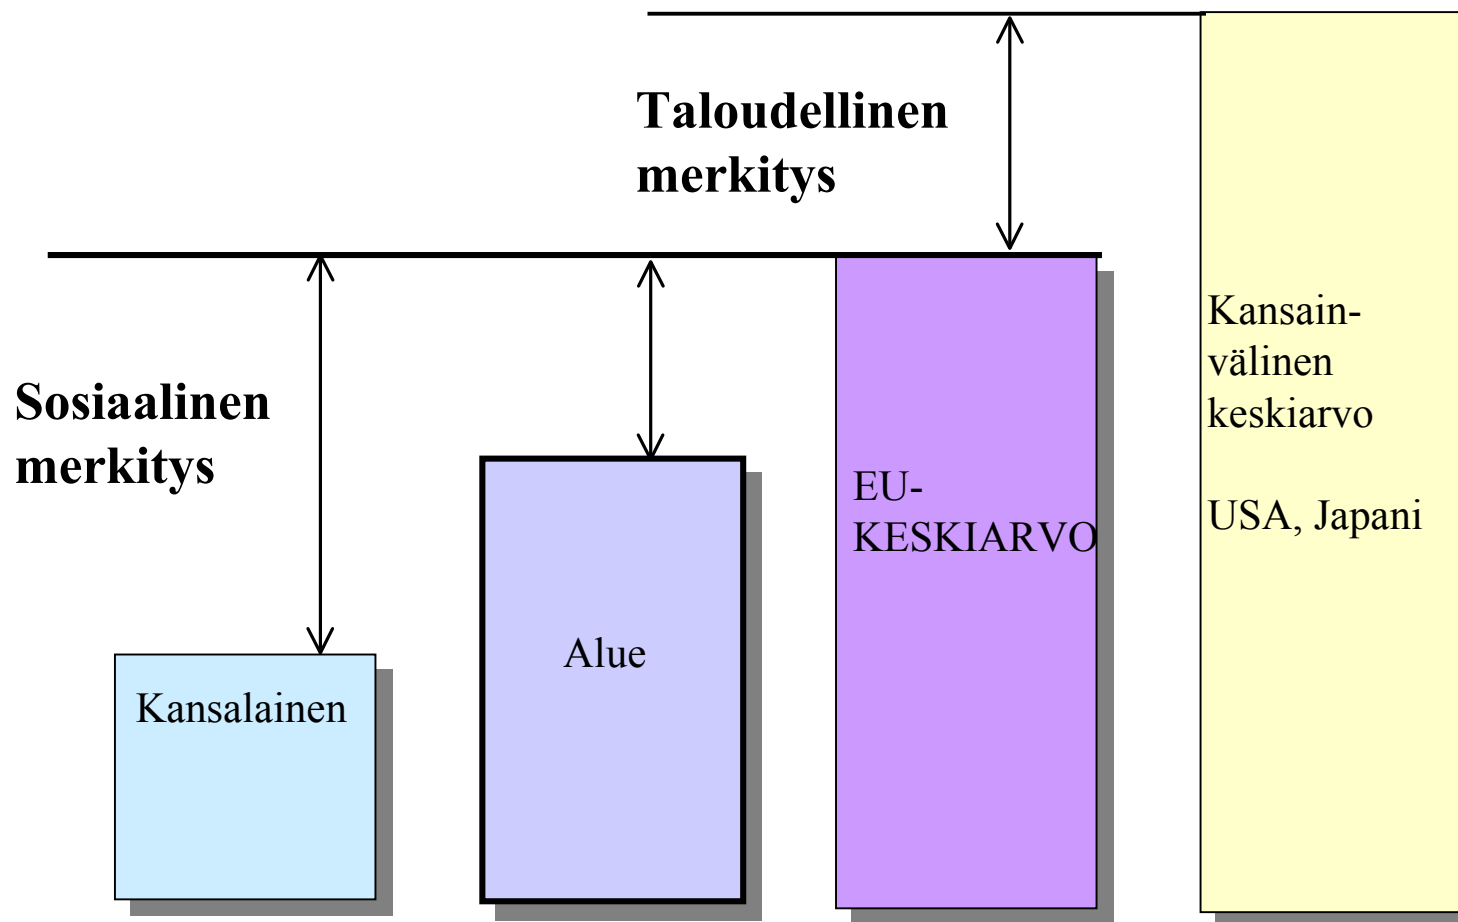 Taloudellinen
merkitys
Sosiaalinen
merkitys
Kansalainen
Alue
EU-
KESKIARVO
Kansain-
välinen
keskiarvo
USA, Japani